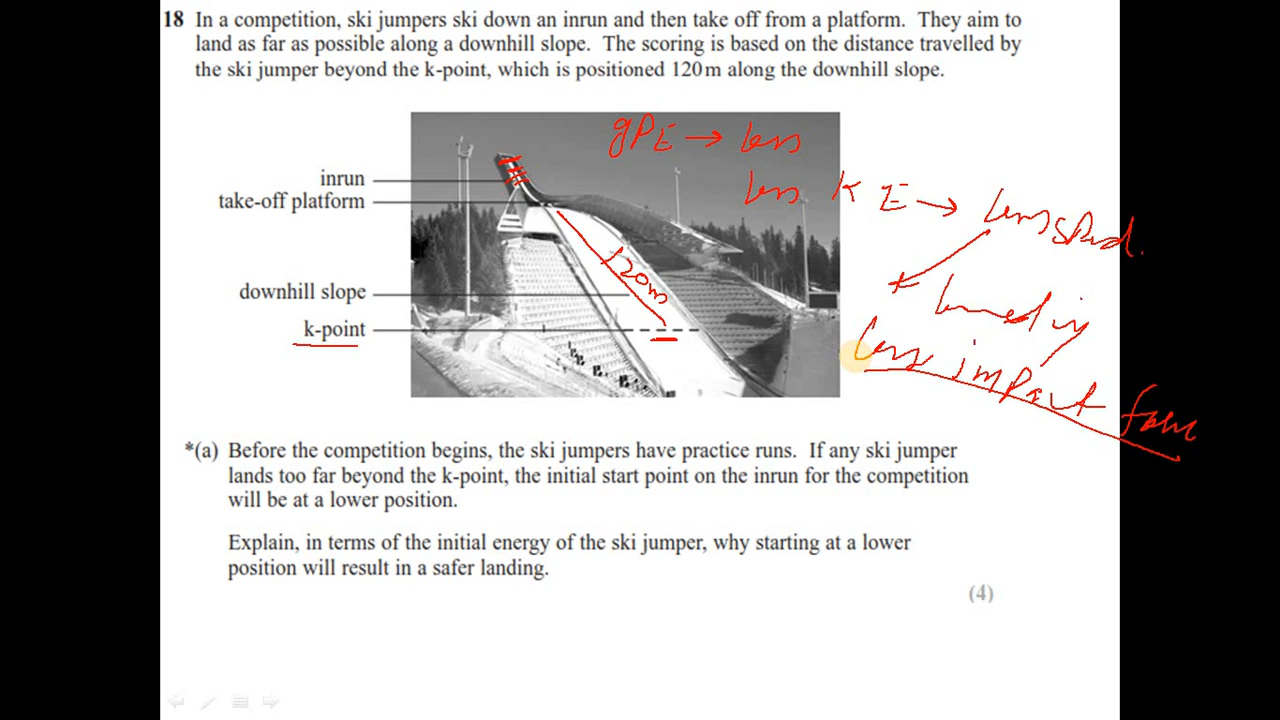 18 In a competition, ski jumpers ski down an inrun and then take off from a platform. They aim to
land as far as possible along a downhill slope. The scoring is based on the distance travelled by
the ski jumper beyond the k-point, which is positioned 120 m along the downhill slope.
gPE → less
less KE → less speed.
inrun
take-off platform
120m
downhill slope
k-point
less impact force
*(a) Before the competition begins, the ski jumpers have practice runs. If any ski jumper
lands too far beyond the k-point, the initial start point on the inrun for the competition
will be at a lower position.
Explain, in terms of the initial energy of the ski jumper, why starting at a lower
position will result in a safer landing.
(4)